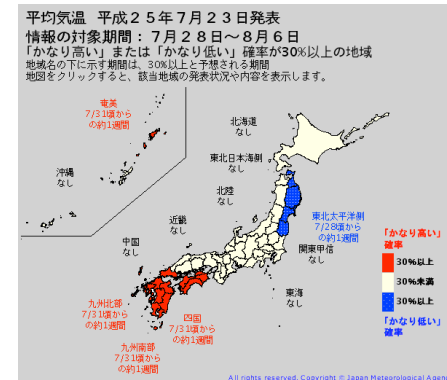 平均気温　平成２５年７月２３日発表
情報の対象期間：７月２８日～８月６日
「かなり高い」または「かなり低い」確率が30%以上の地域
地域名の下に示す期間は、30%以上と予想される期間
地図をクリックすると、該当地域の発表状況や内容を表示します。
奄美
7/31頃から
の約1週間
北海道
なし
東北日本海側
なし
沖縄
なし
北陸
なし
近畿
なし
東北太平洋側
7/28頃から
の約1週間
中国
なし
関東甲信
なし
東海
なし
九州北部
7/31頃から
の約1週間
四国
7/31頃から
の約1週間
九州南部
7/31頃から
の約1週間
「かなり高い」
確率
30%以上
30%未満
30%以上
「かなり低い」
確率
All rights reserved. Copyright © Japan Meteorological Agen